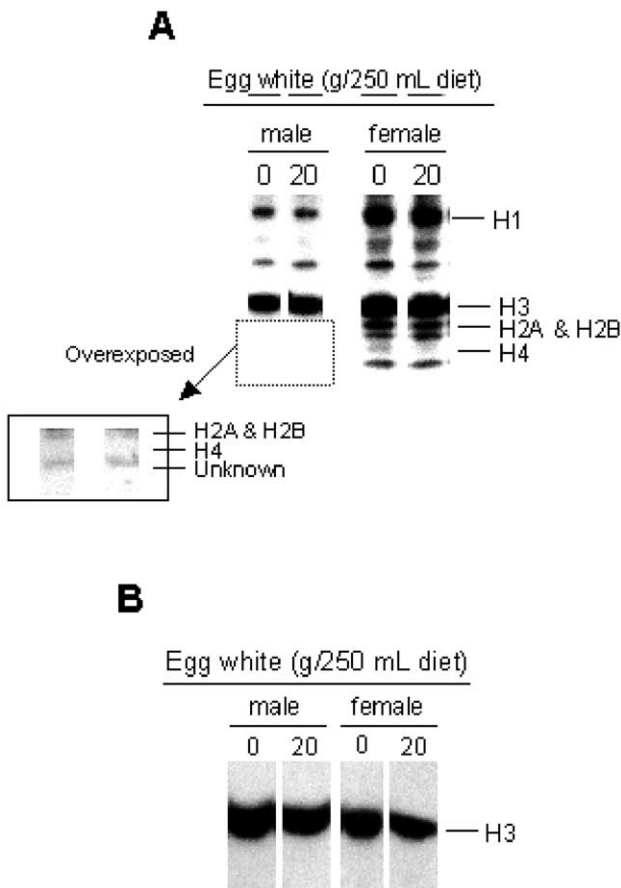 A
Egg white (g/250 mL diet)
male female
0 20 0 20
H1
H3
H2A & H2B
H4
Overexposed
H2A & H2B
H4
Unknown
B
Egg white (g/250 mL diet)
male female
0 20 0 20
H3